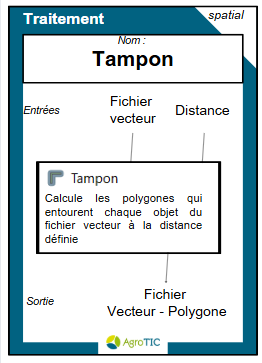 Traitement
spatial
Nom :
Tampon
Entrées
Fichier
vecteur
Distance
Tampon
Calcule les polygones qui
entourent chaque objet du
fichier vecteur à la distance
définie
Sortie
Fichier
Vecteur - Polygone
AgroTIC